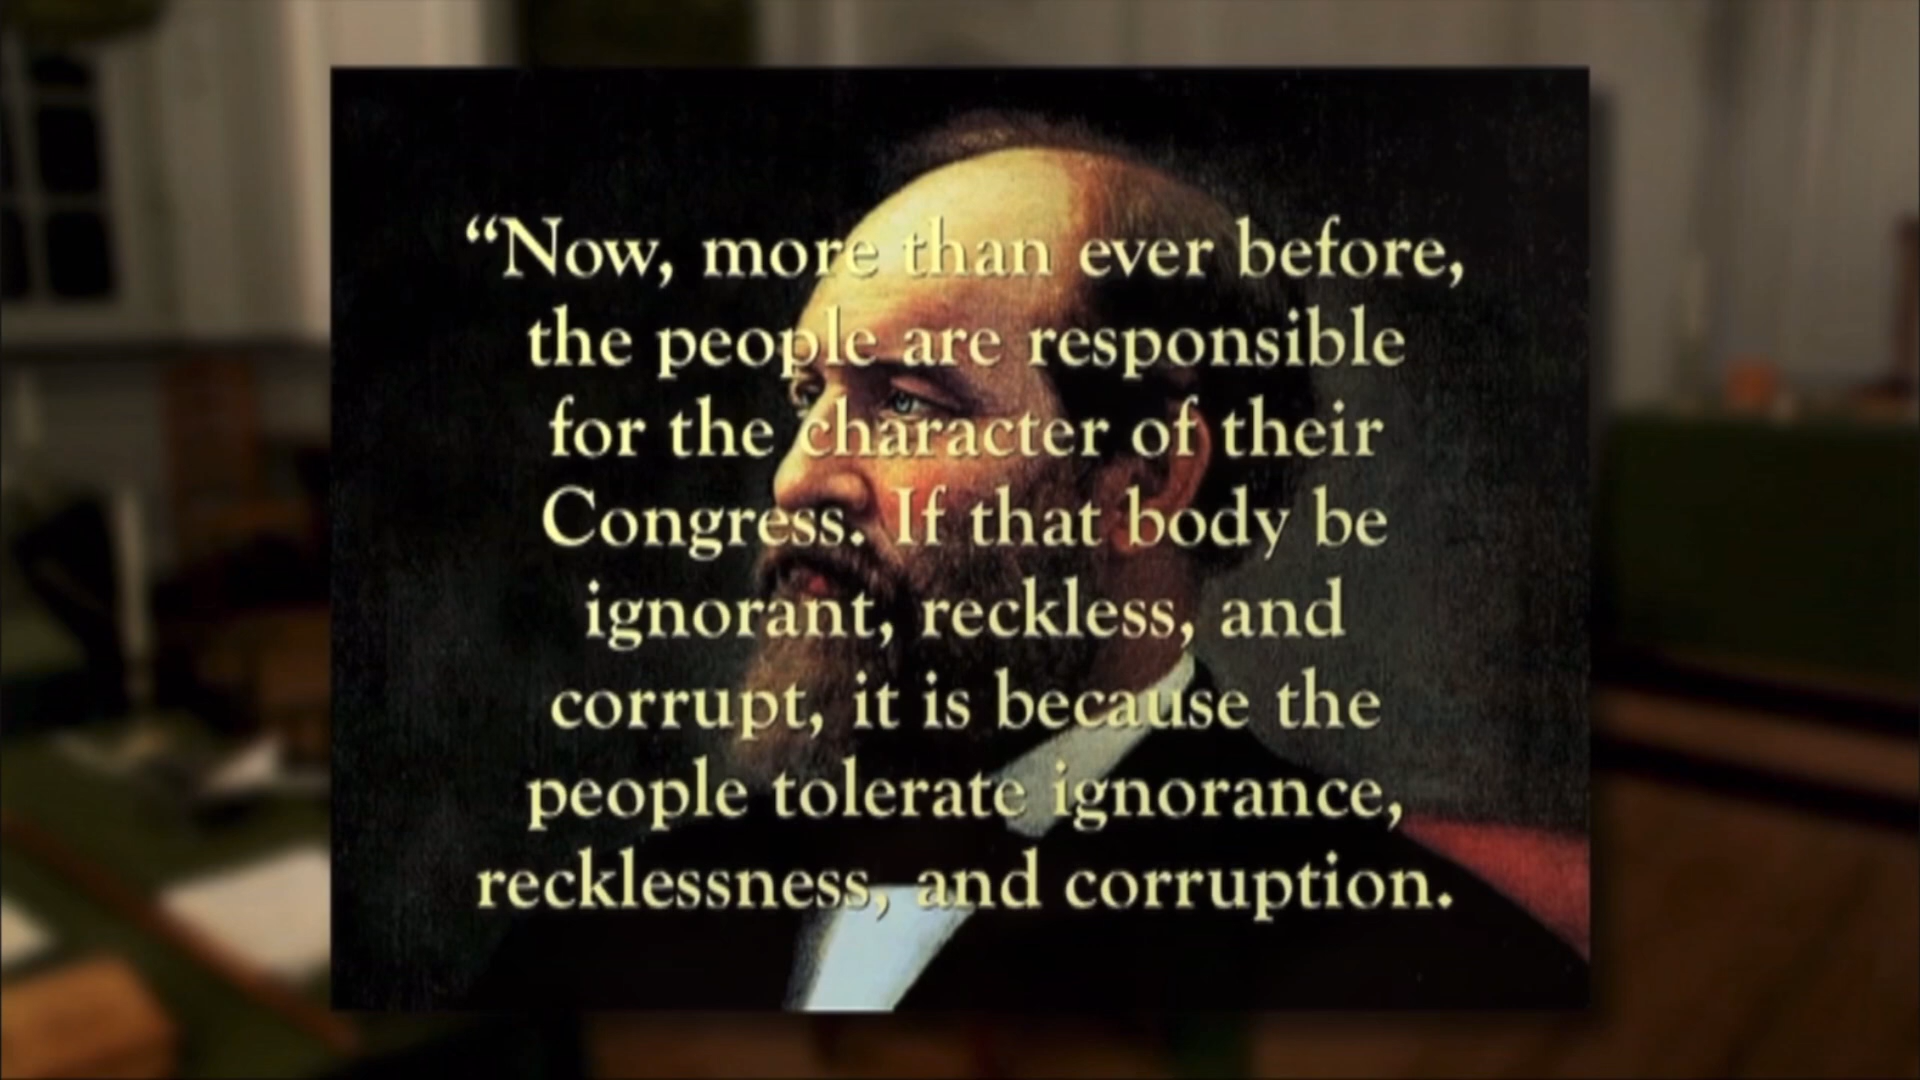 “Now, more than ever before,
the people are responsible
for the character of their
Congress. If that body be
ignorant, reckless, and
corrupt, it is because the
people tolerate ignorance,
recklessness, and corruption.